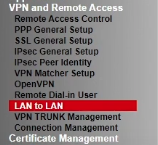 VPN and Remote Access
Remote Access Control
PPP General Setup
SSL General Setup
IPsec General Setup
IPsec Peer Identity
VPN Matcher Setup
OpenVPN
Remote Dial-in User
LAN to LAN
VPN TRUNK Management
Connection Management
Certificate Management